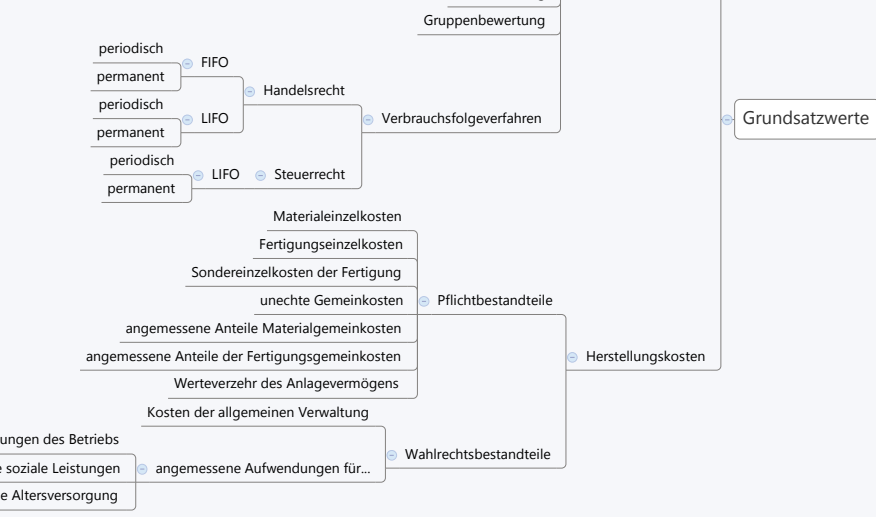 Gruppenbewertung
periodisch
FIFO
permanent
Handelsrecht
periodisch
LIFO
permanent
Verbrauchsfolgeverfahren
Grundsatzwerte
periodisch
LIFO
Steuerrecht
permanent
Materialeinzelkosten
Fertigungseinzelkosten
Sondereinzelkosten der Fertigung
unechte Gemeinkosten
Pflichtbestandteile
angemessene Anteile Materialgemeinkosten
angemessene Anteile der Fertigungsgemeinkosten
Herstellungskosten
Werteverzehr des Anlagevermögens
Kosten der allgemeinen Verwaltung
ungen des Betriebs
Wahlrechtsbestandteile
e soziale Leistungen
angemessene Aufwendungen für...
e Altersversorgung